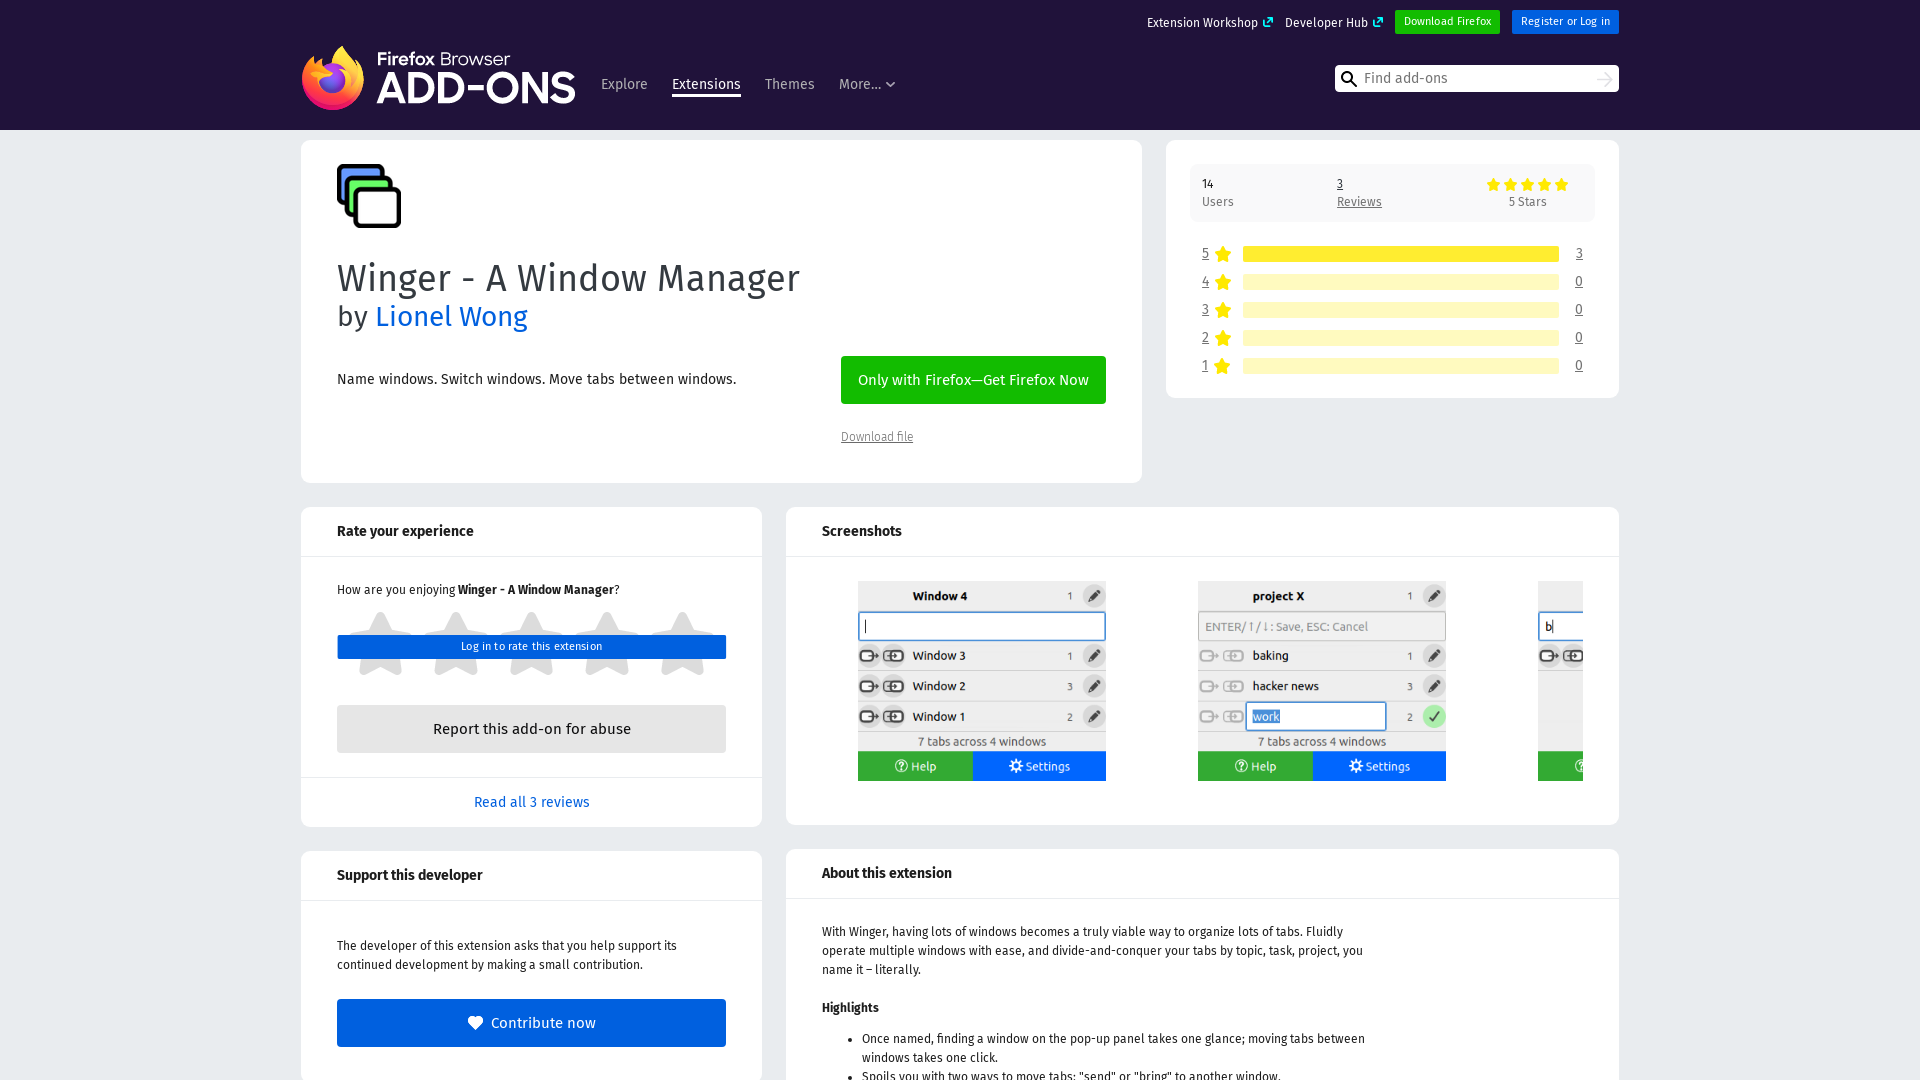 Extension Workshop
Developer Hub
Download Firefox
Register or Log in
Firefox Browser
ADD-ONS
Explore
Extensions
Themes
More...
Find add-ons
Winger - A Window Manager
by Lionel Wong
Name windows. Switch windows. Move tabs between windows.
Only with Firefox—Get Firefox Now
Download file
14
Users
3
Reviews
5 Stars
5 3
4 0
3 0
2 0
1 0
Rate your experience
How are you enjoying Winger - A Window Manager?
Log in to rate this extension
Report this add-on for abuse
Read all 3 reviews
Screenshots
Window 4 1
Window 3 1
Window 2 3
Window 1 2
7 tabs across 4 windows
Help
Settings
project X 1
ENTER/↑/↓: Save, ESC: Cancel
baking 1
hacker news 3
work 2
7 tabs across 4 windows
Help
Settings
b
Support this developer
The developer of this extension asks that you help support its
continued development by making a small contribution.
Contribute now
About this extension
With Winger, having lots of windows becomes a truly viable way to organize lots of tabs. Fluidly
operate multiple windows with ease, and divide-and-conquer your tabs by topic, task, project, you
name it – literally.
Highlights
Once named, finding a window on the pop-up panel takes one glance; moving tabs between
windows takes one click.
Spoils you with two ways to move tabs: "send" or "bring" to another window.